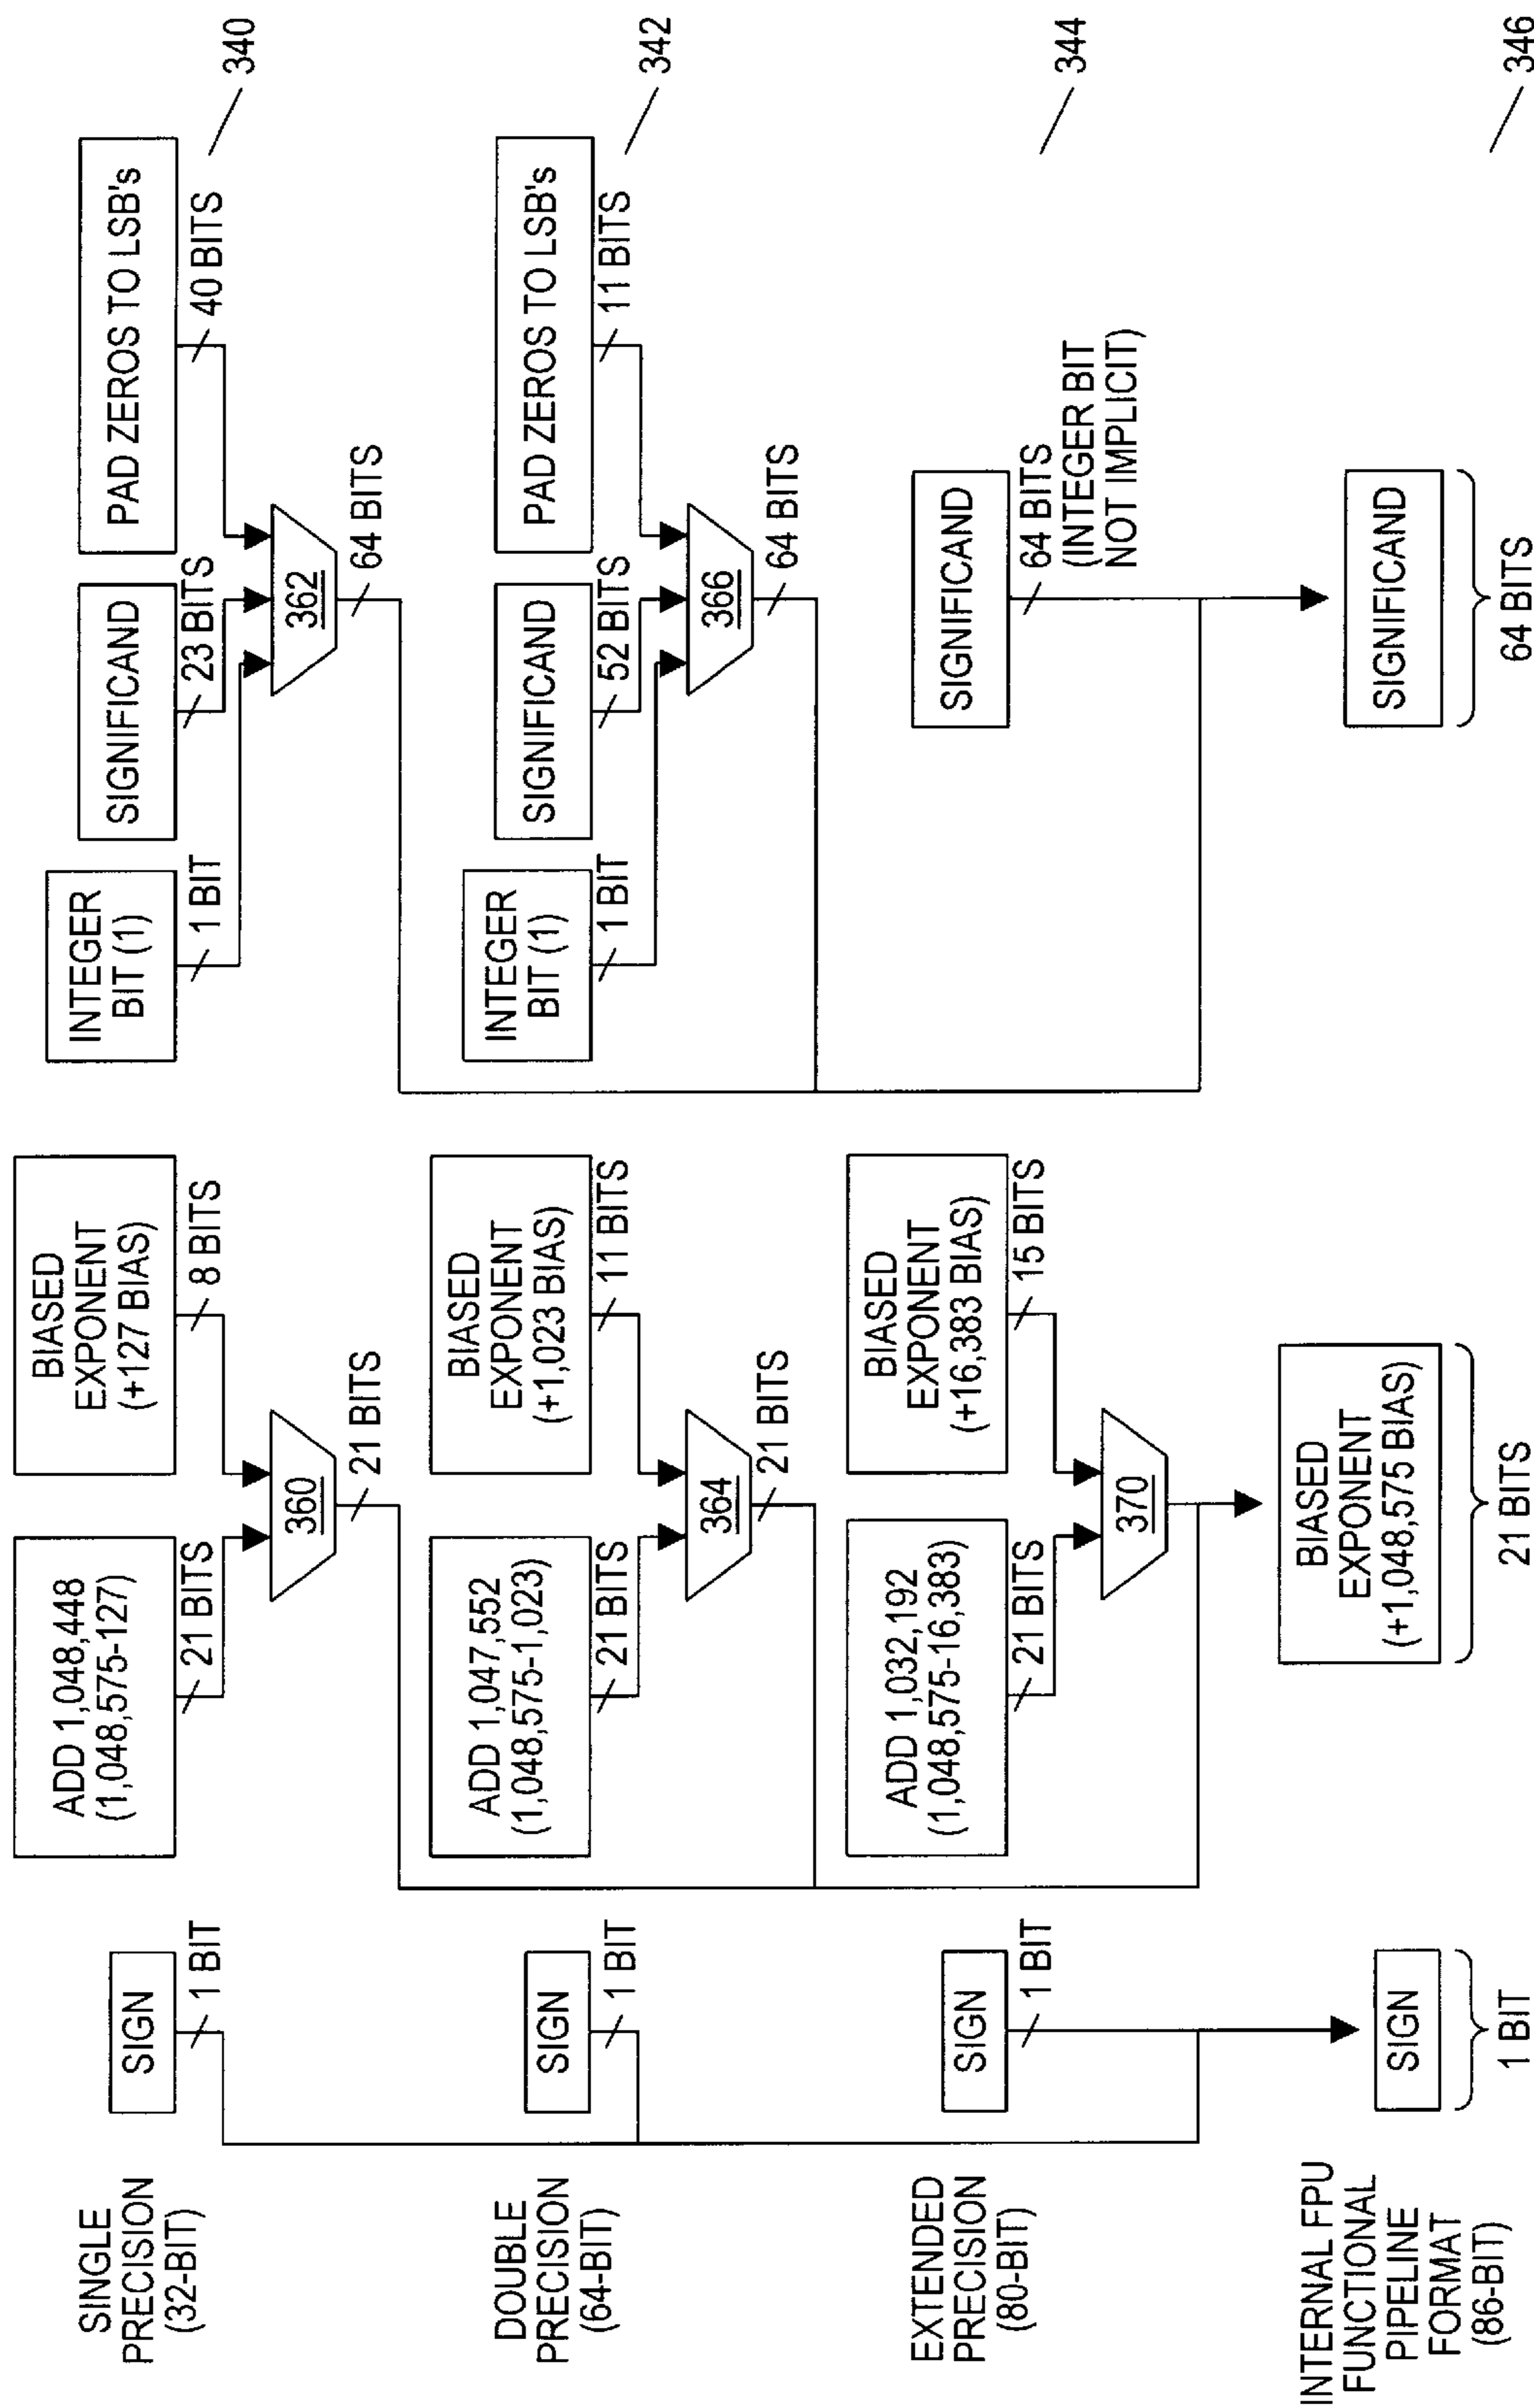 SINGLE
PRECISION
(32-BIT)
SIGN
1 BIT
ADD 1,048,448
(1,048,575-127)
21 BITS
BIASED
EXPONENT
(+127 BIAS)
8 BITS
360
21 BITS
INTEGER
BIT (1)
1 BIT
SIGNIFICAND
23 BITS
PAD ZEROS TO LSB's
40 BITS
362
64 BITS
340
DOUBLE
PRECISION
(64-BIT)
SIGN
1 BIT
ADD 1,047,552
(1,048,575-1,023)
21 BITS
BIASED
EXPONENT
(+1,023 BIAS)
11 BITS
364
21 BITS
INTEGER
BIT (1)
1 BIT
SIGNIFICAND
52 BITS
PAD ZEROS TO LSB's
11 BITS
366
64 BITS
342
EXTENDED
PRECISION
(80-BIT)
SIGN
1 BIT
ADD 1,032,192
(1,048,575-16,383)
21 BITS
BIASED
EXPONENT
(+16,383 BIAS)
15 BITS
370
SIGNIFICAND
64 BITS
(INTEGER BIT
NOT IMPLICIT)
344
INTERNAL FPU
FUNCTIONAL
PIPELINE
FORMAT
(86-BIT)
SIGN
1 BIT
BIASED
EXPONENT
(+1,048,575 BIAS)
21 BITS
SIGNIFICAND
64 BITS
346